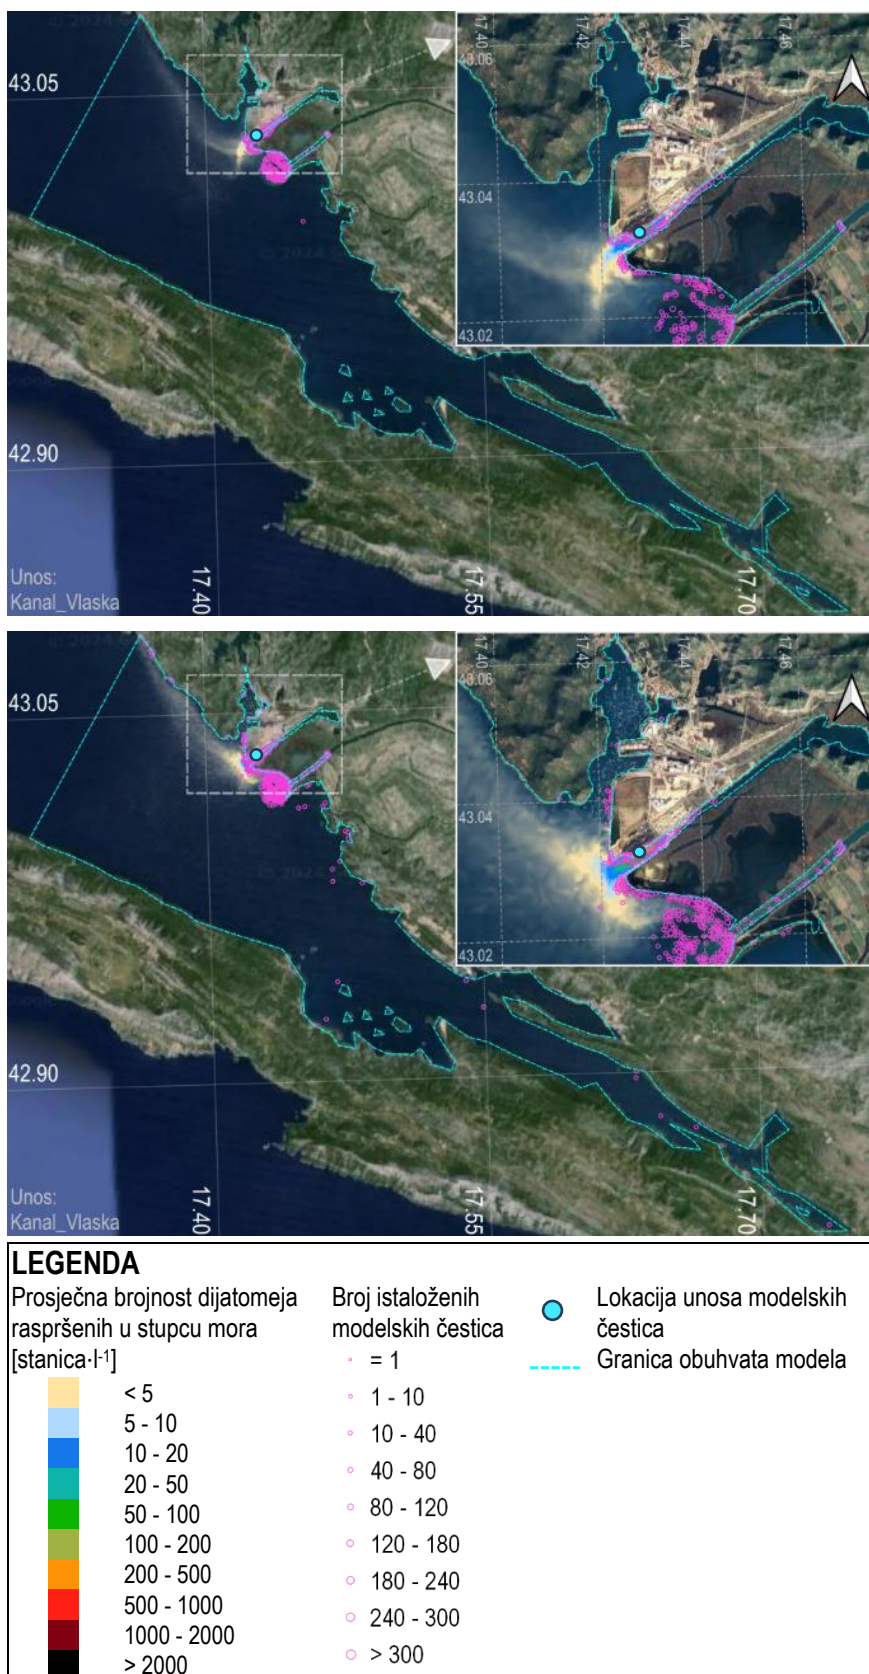 17.40
17.42
17.44
17.46
43.06
43.05
43.04
© 2024 G
43.02
42.90
Unos:
Kanal_Vlaska
17.40
17.55
17.70
© 2024
17.40
17.42
17.44
17.46
43.06
43.05
43.04
43.02
42.90
Unos:
Kanal_Vlaska
17.40
17.55
17.70
LEGENDA
Prosječna brojnost dijatomeja
raspršenih u stupcu mora
[stanica·l-1]
< 5
5 - 10
10 - 20
20 - 50
50 - 100
100 - 200
200 - 500
500 - 1000
1000 - 2000
> 2000
Broj istaloženih
modelskih čestica
= 1
1 - 10
10 - 40
40 - 80
80 - 120
120 - 180
180 - 240
240 - 300
> 300
Lokacija unosa modelskih
čestica
Granica obuhvata modela